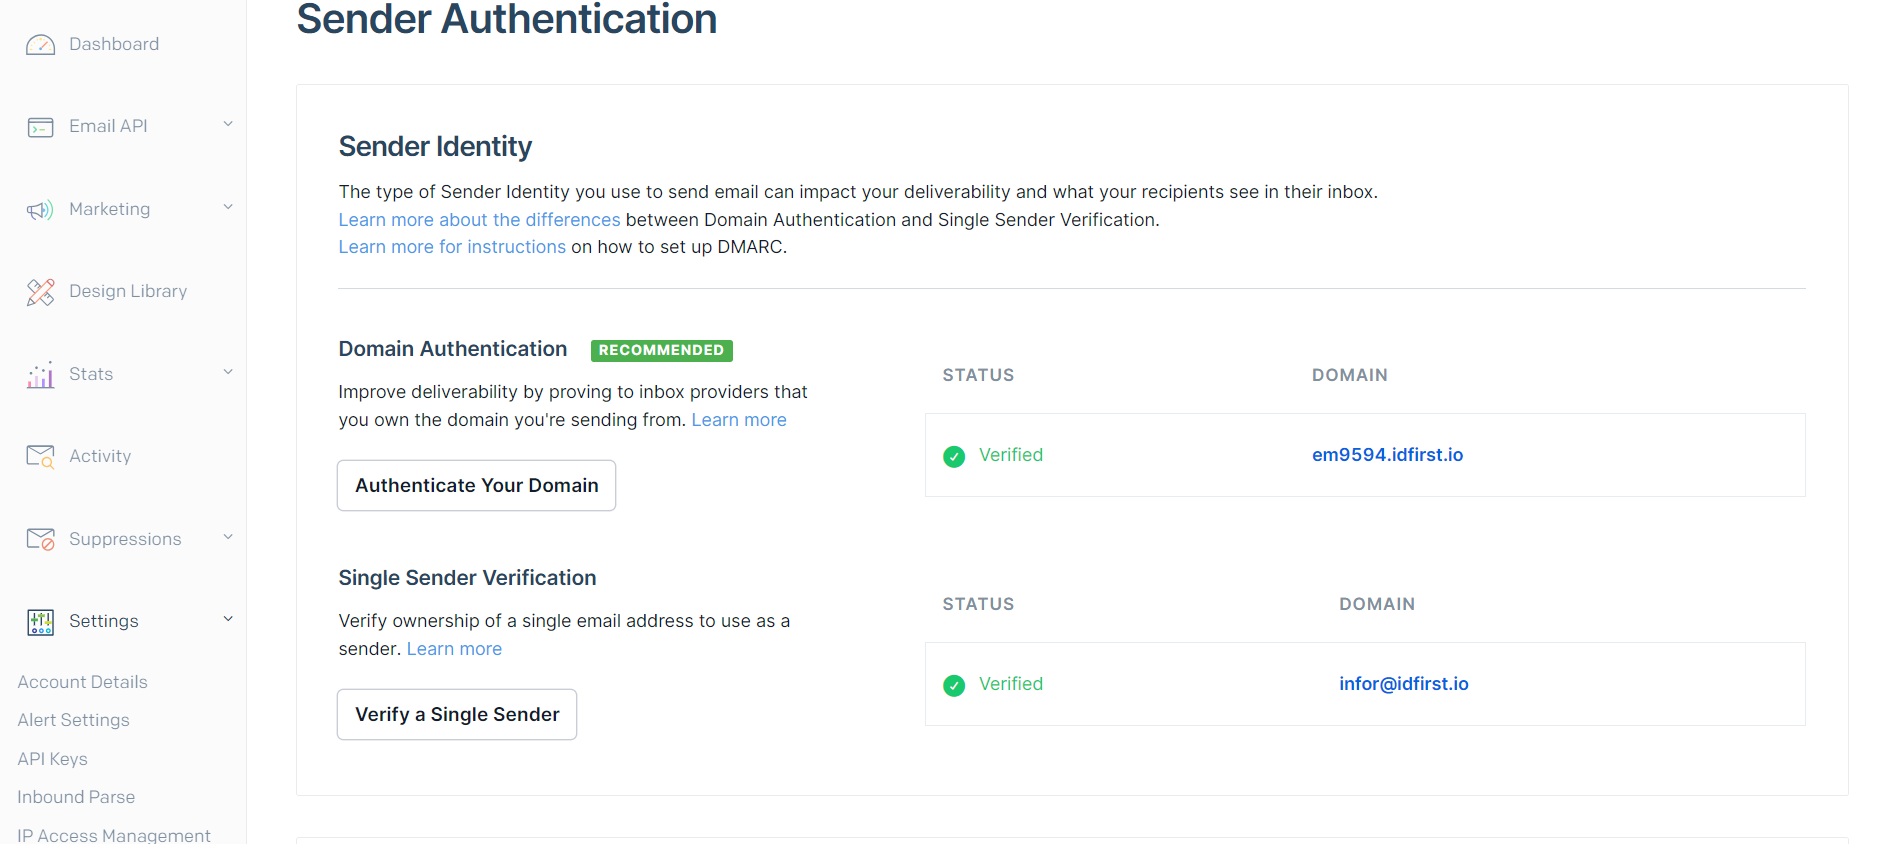 Sender Authentication
Dashboard
Email API
Marketing
Design Library
Stats
Activity
Suppressions
Settings
Account Details
Alert Settings
API Keys
Inbound Parse
IP Access Management
Sender Identity
The type of Sender Identity you use to send email can impact your deliverability and what your recipients see in their inbox.
Learn more about the differences between Domain Authentication and Single Sender Verification.
Learn more for instructions on how to set up DMARC.
Domain Authentication RECOMMENDED
Improve deliverability by proving to inbox providers that
you own the domain you're sending from. Learn more
Authenticate Your Domain
STATUS DOMAIN
Verified em9594.idfirst.io
Single Sender Verification
Verify ownership of a single email address to use as a
sender. Learn more
Verify a Single Sender
STATUS DOMAIN
Verified infor@idfirst.io